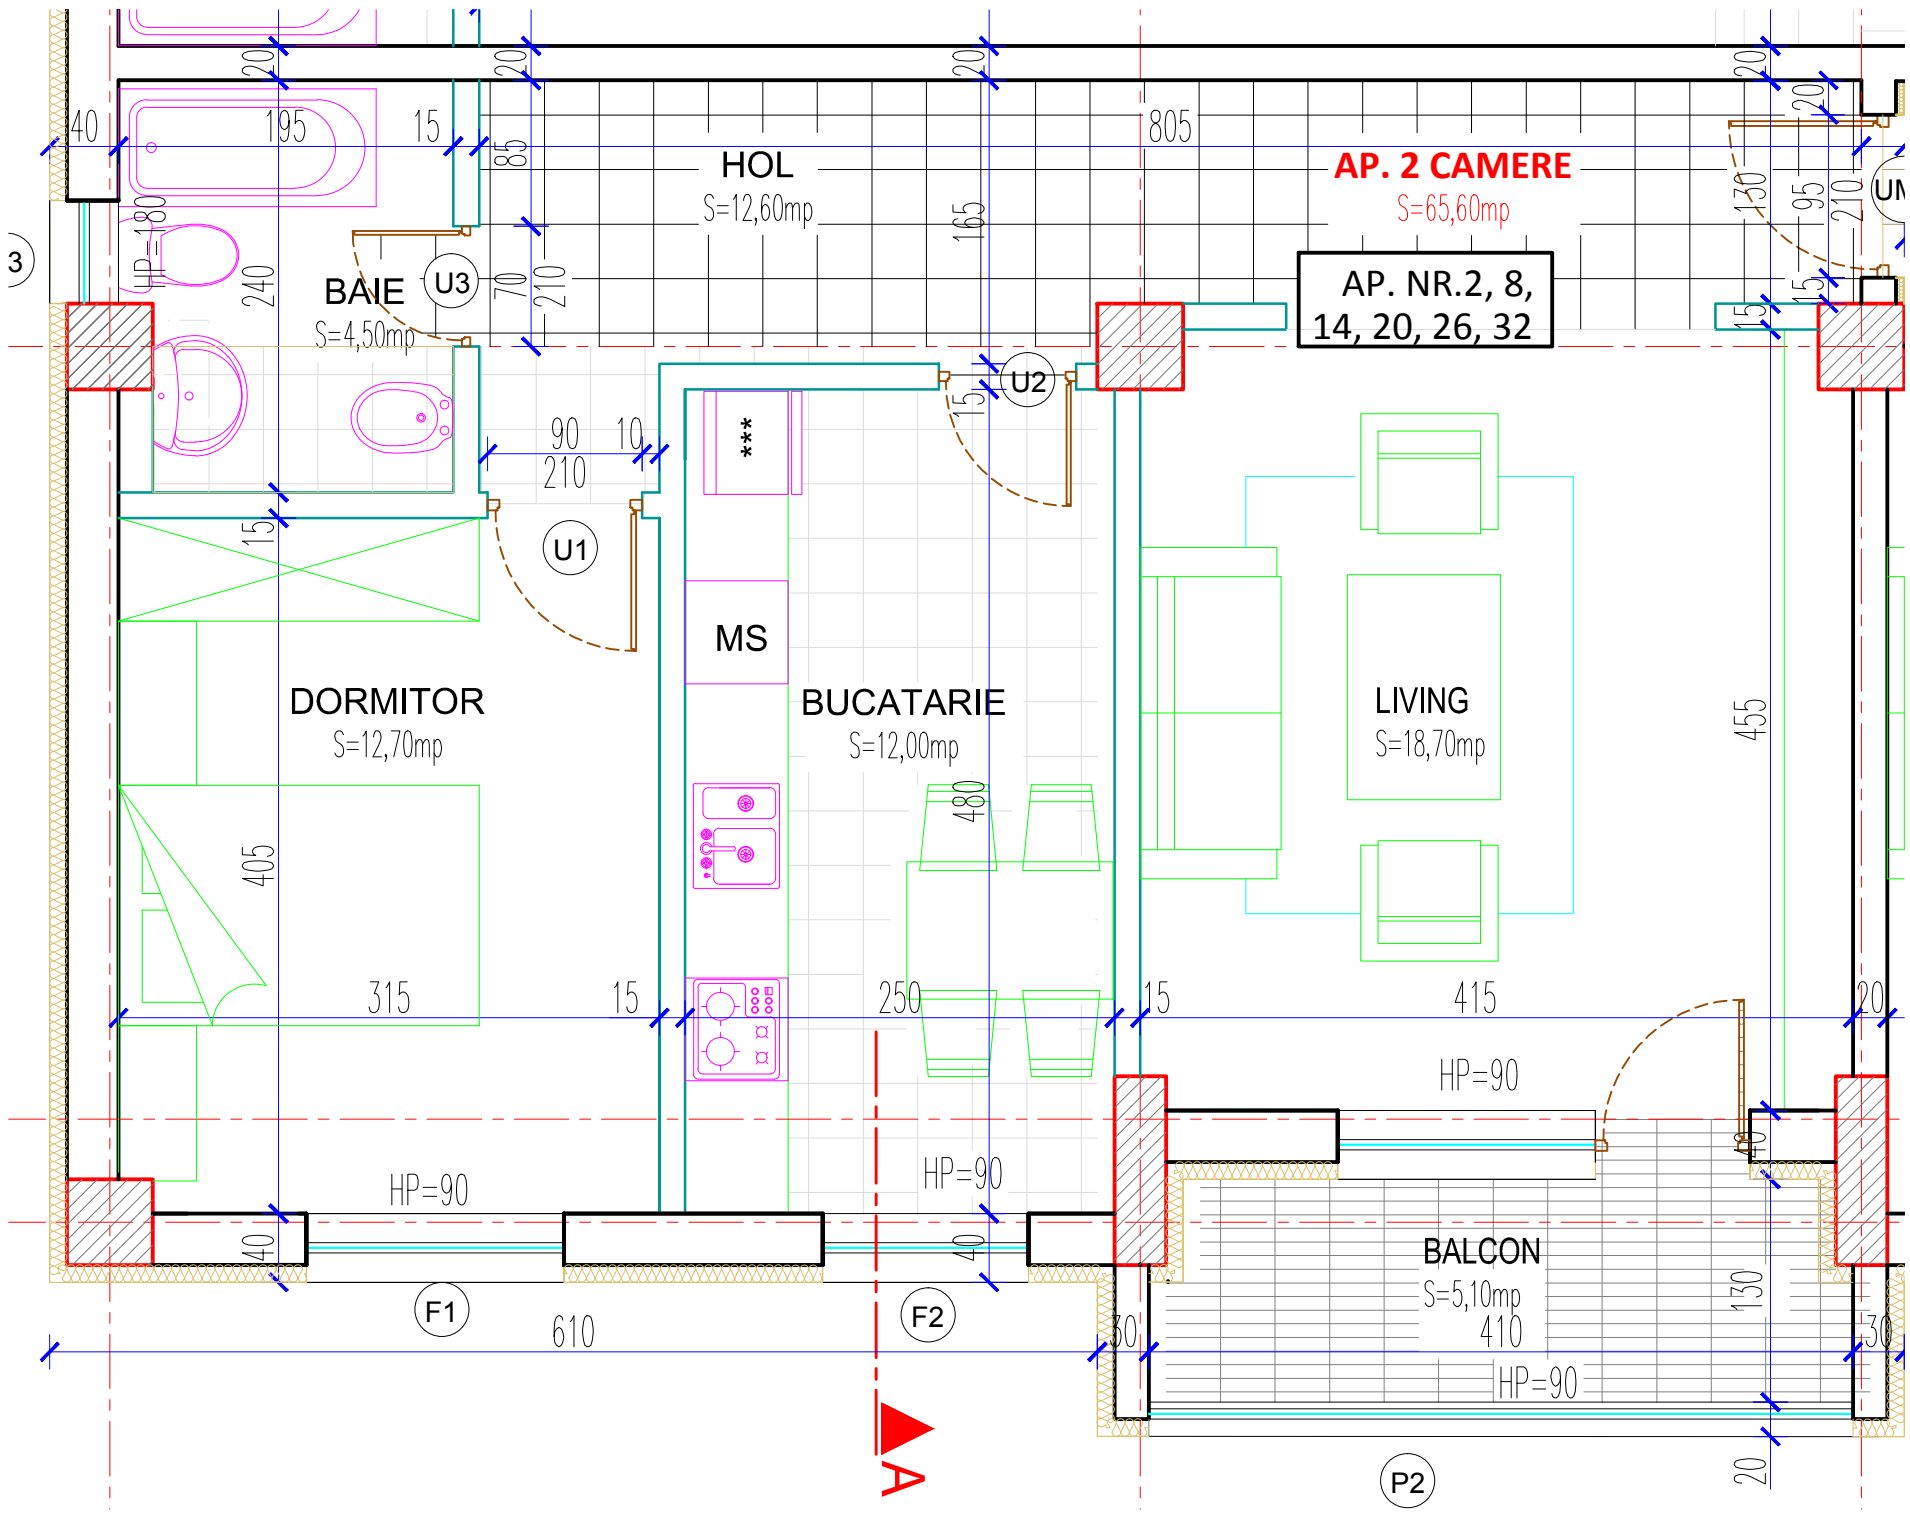 20
20
20
20
40
195
15
85
805
20
HOL
S=12,60mp
AP. 2 CAMERE
S=65,60mp
165
130
95
210
UM
HP=180
3
240
BAIE
S=4,50mp
U3
70
210
AP. NR.2, 8,
14, 20, 26, 32
15
15
U2
15
90
10
210
***
15
U1
MS
DORMITOR
S=12,70mp
BUCATARIE
S=12,00mp
LIVING
S=18,70mp
455
480
405
315
15
250
15
415
20
HP=90
HP=90
HP=90
40
40
40
BALCON
S=5,10mp
130
F1
F2
610
30
410
30
HP=90
A
P2
20